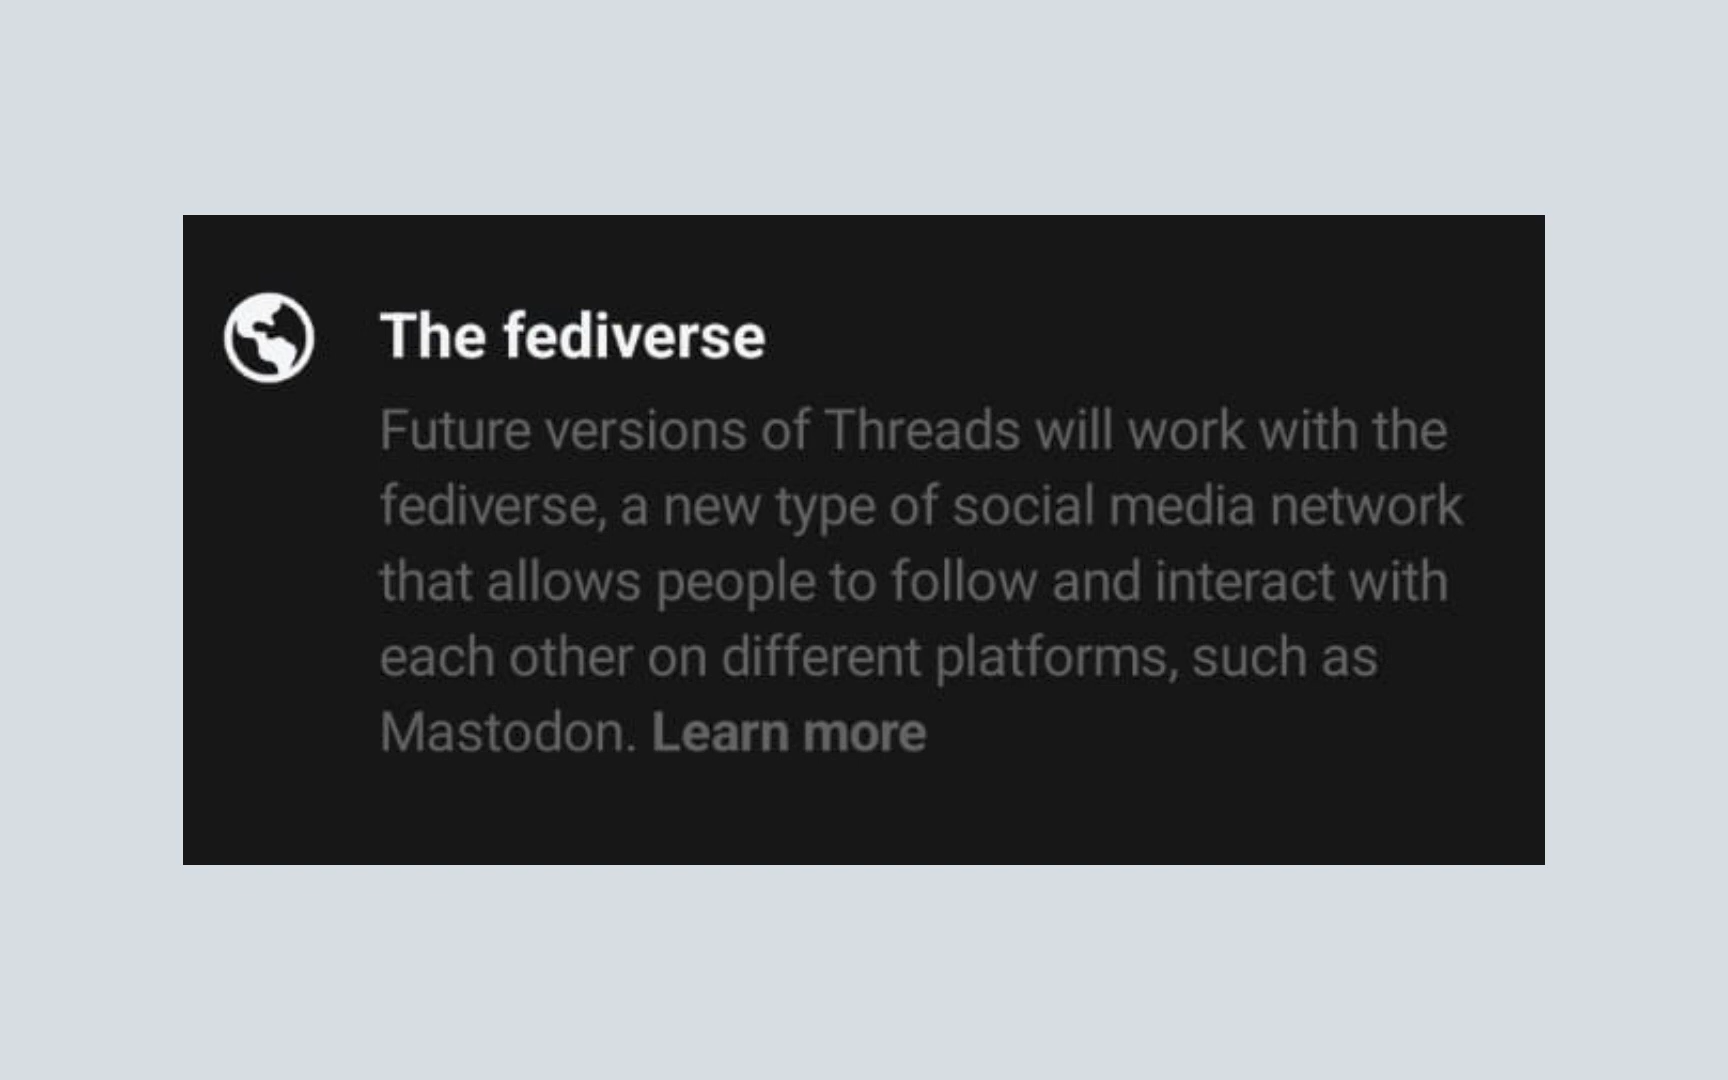 The fediverse
Future versions of Threads will work with the
fediverse, a new type of social media network
that allows people to follow and interact with
each other on different platforms, such as
Mastodon. Learn more